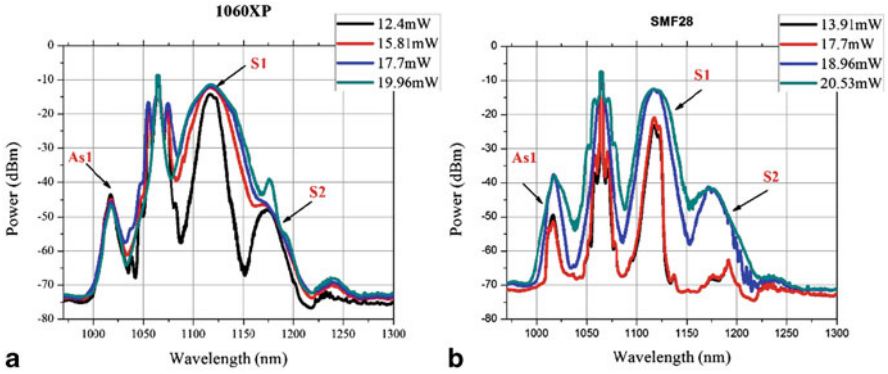 1060XP
12.4mW
15.81mW
17.7mW
19.96mW
S1
As1
S2
Power (dBm)
10
0
-10
-20
-30
-40
-50
-60
-70
-80
1000 1050 1100 1150 1200 1250 1300
Wavelength (nm)
a
SMF28
13.91mW
17.7mW
18.96mW
20.53mW
S1
As1
S2
Power (dBm)
10
0
-10
-20
-30
-40
-50
-60
-70
-80
1000 1050 1100 1150 1200 1250 1300
Wavelength (nm)
b